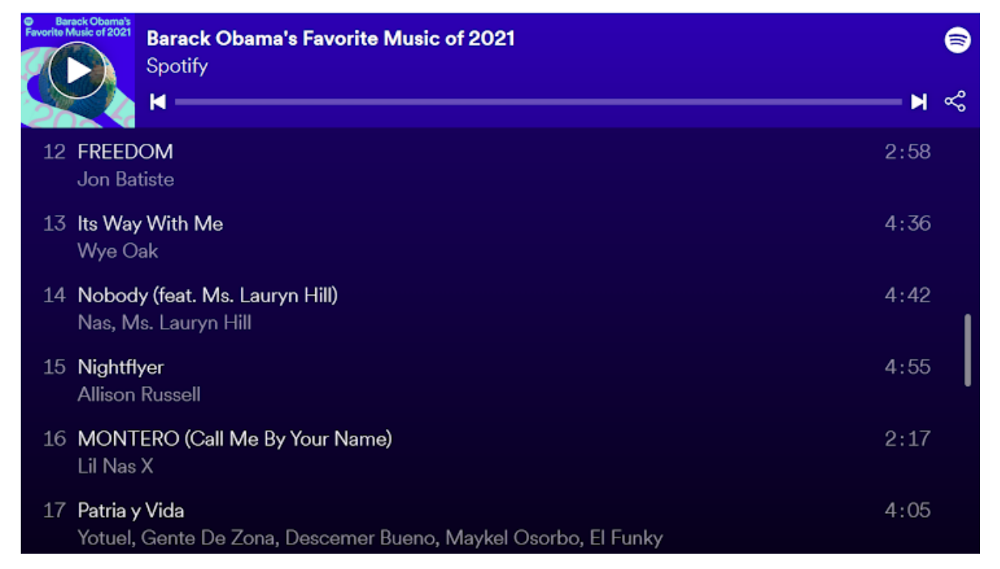 Barack Obama's
Favorite Music of 2021
Barack Obama's Favorite Music of 2021
Spotify
12 FREEDOM 2:58
Jon Batiste
13 Its Way With Me 4:36
Wye Oak
14 Nobody (feat. Ms. Lauryn Hill) 4:42
Nas, Ms. Lauryn Hill
15 Nightflyer 4:55
Allison Russell
16 MONTERO (Call Me By Your Name) 2:17
Lil Nas X
17 Patria y Vida 4:05
Yotuel, Gente De Zona, Descemer Bueno, Maykel Osorbo, El Funky